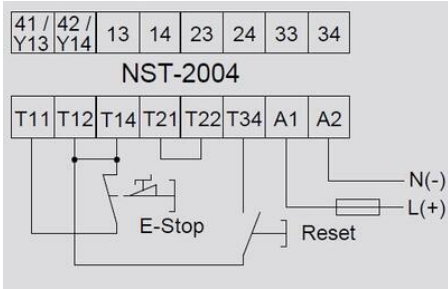 41 / 42 / 13 14 23 24 33 34
Y13 Y14
NST-2004
T11 T12 T14 T21 T22 T34 A1 A2
N(-)
L(+)
E-Stop Reset